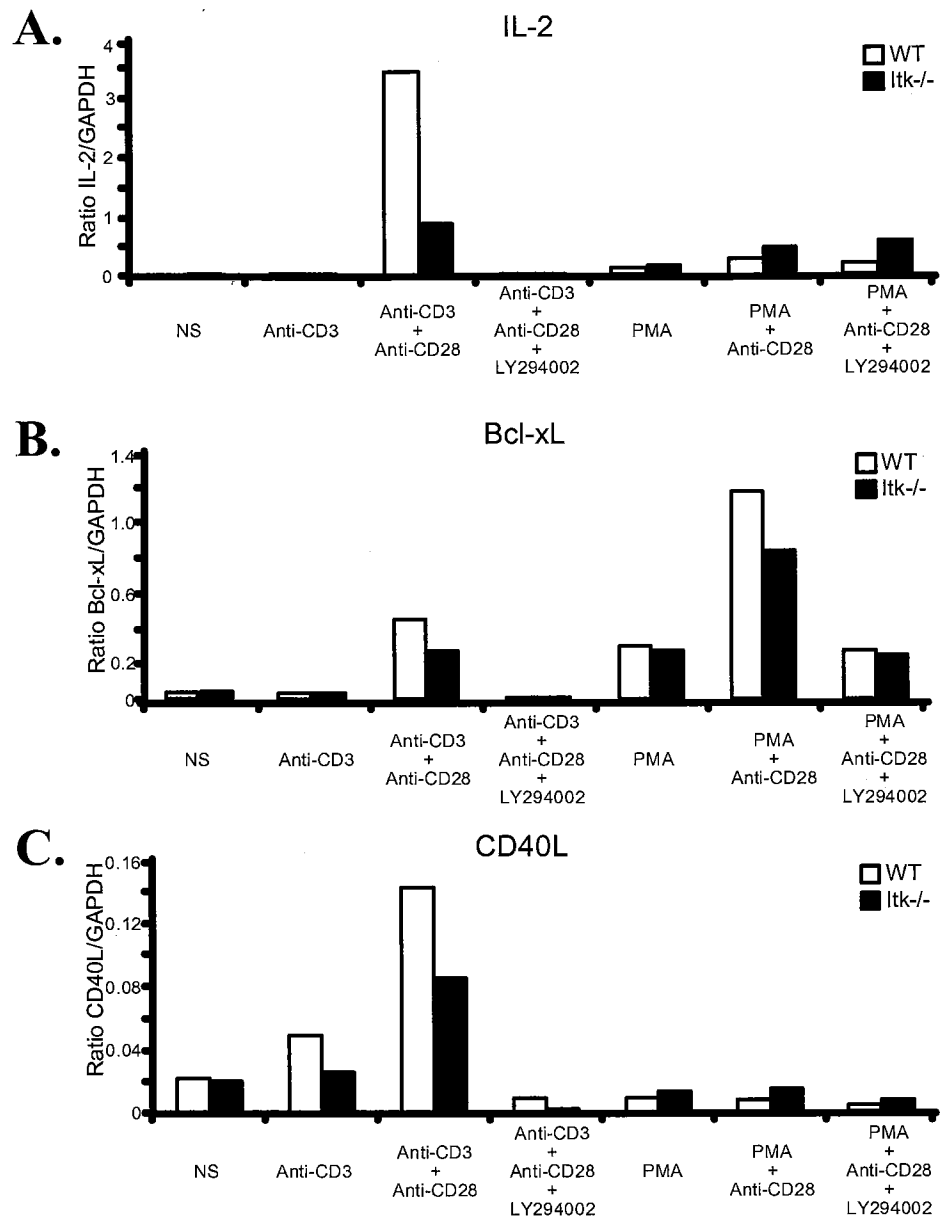 A.
IL-2
Ratio IL-2/GAPDH
4
3
2
1
0
WT
Itk-/-
NS
Anti-CD3
Anti-CD3
+
Anti-CD28
Anti-CD3
+
Anti-CD28
+
LY294002
PMA
PMA
+
Anti-CD28
PMA
+
Anti-CD28
+
LY294002
B.
Bcl-xL
Ratio Bcl-xL/GAPDH
1.4
1.0
0.6
0.2
0
WT
Itk-/-
NS
Anti-CD3
Anti-CD3
+
Anti-CD28
Anti-CD3
+
Anti-CD28
+
LY294002
PMA
PMA
+
Anti-CD28
PMA
+
Anti-CD28
+
LY294002
C.
CD40L
Ratio CD40L/GAPDH
0.16
0.12
0.08
0.04
0
WT
Itk-/-
NS
Anti-CD3
Anti-CD3
+
Anti-CD28
Anti-CD3
+
Anti-CD28
+
LY294002
PMA
PMA
+
Anti-CD28
PMA
+
Anti-CD28
+
LY294002